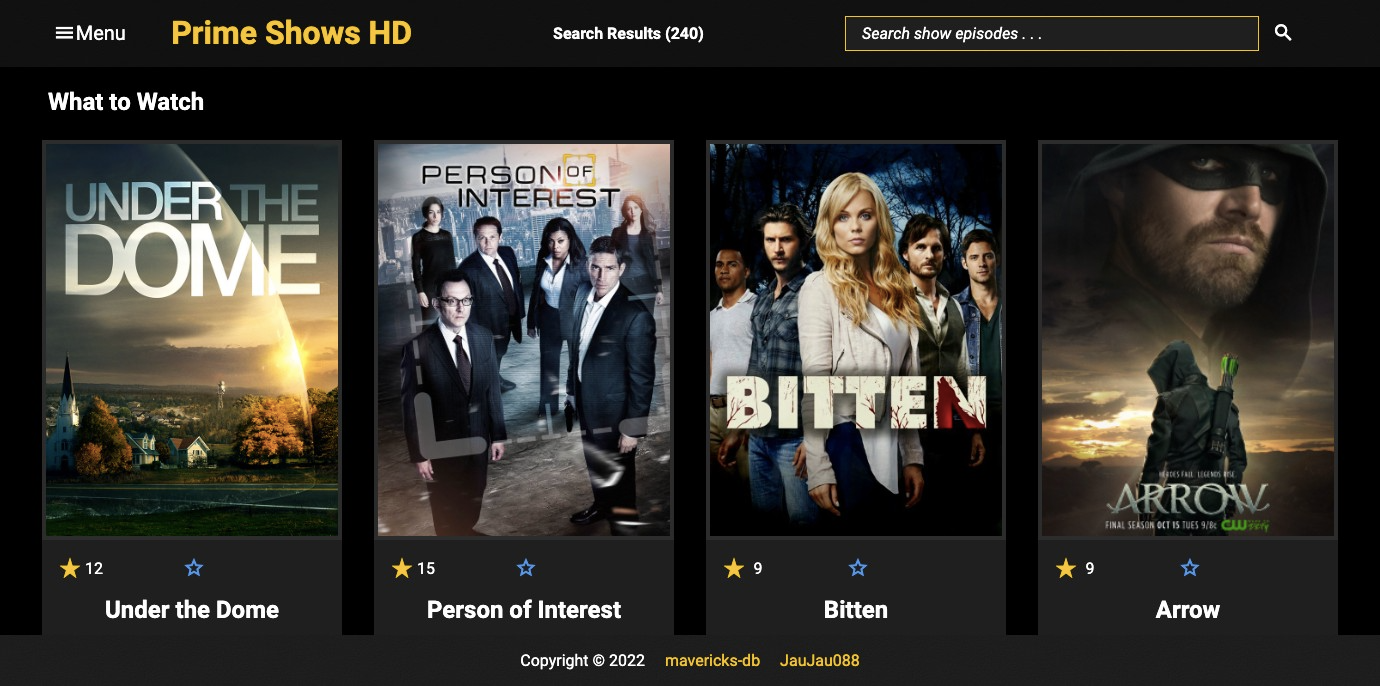 Menu
Prime Shows HD
Search Results (240)
Search show episodes . . .
What to Watch
UNDER THE
DOME
PERSON OF
INTEREST
BITTEN
HEROES FALL. LEGENDS RISE.
ARROW
FINAL SEASON OCT 15 TUES 9/8c CW
12
15
9
9
Under the Dome
Person of Interest
Bitten
Arrow
Copyright © 2022 mavericks-db JauJau088